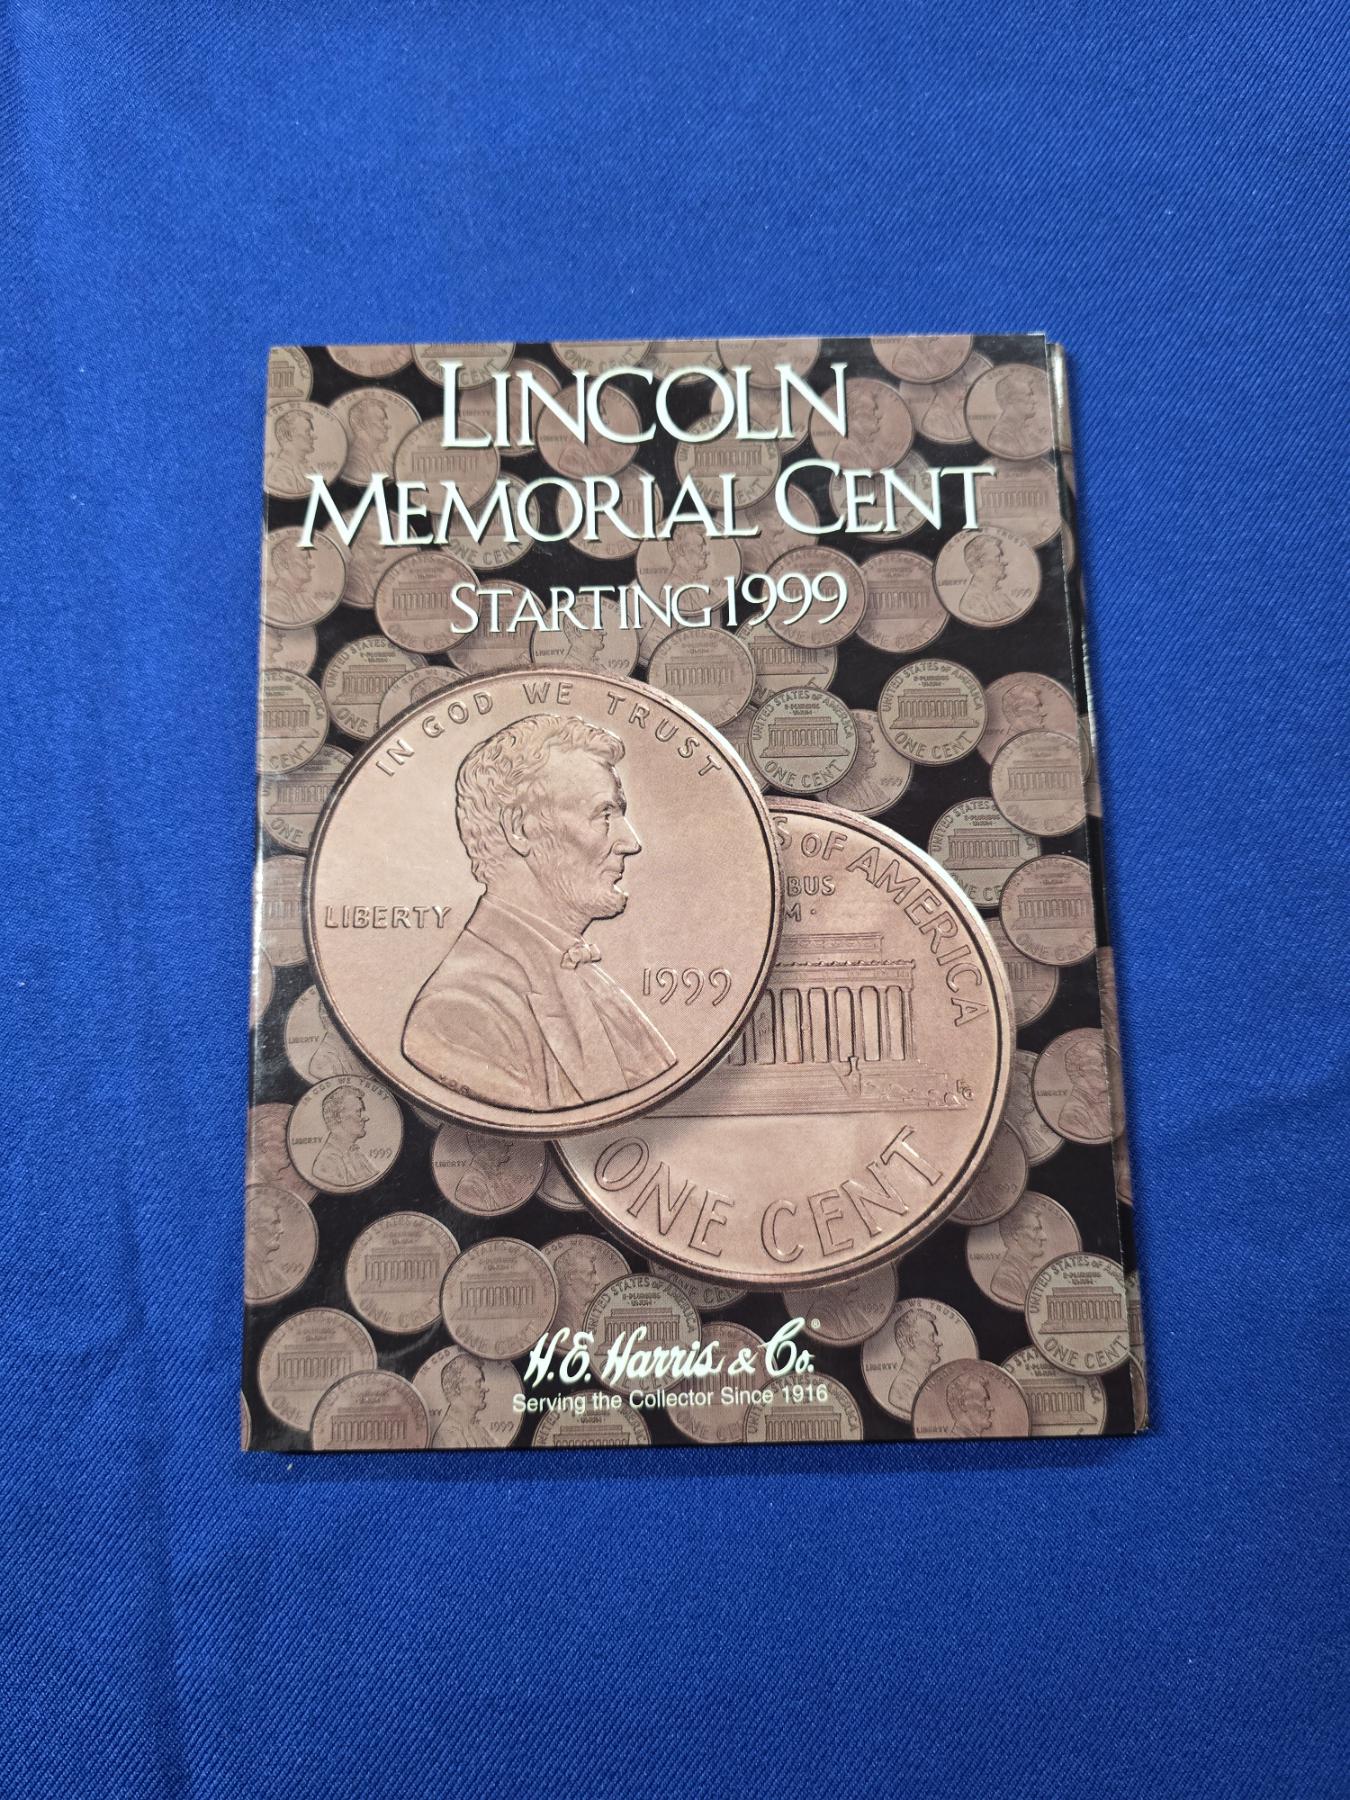 LINCOLN
MEMORIAL CENT
STARTING 1999
IN GOD WE TRUST
LIBERTY
1999
S OF AMERICA
BUS
M
ONE CENT
H.E. Harris & Co.®
Serving the Collector Since 1916